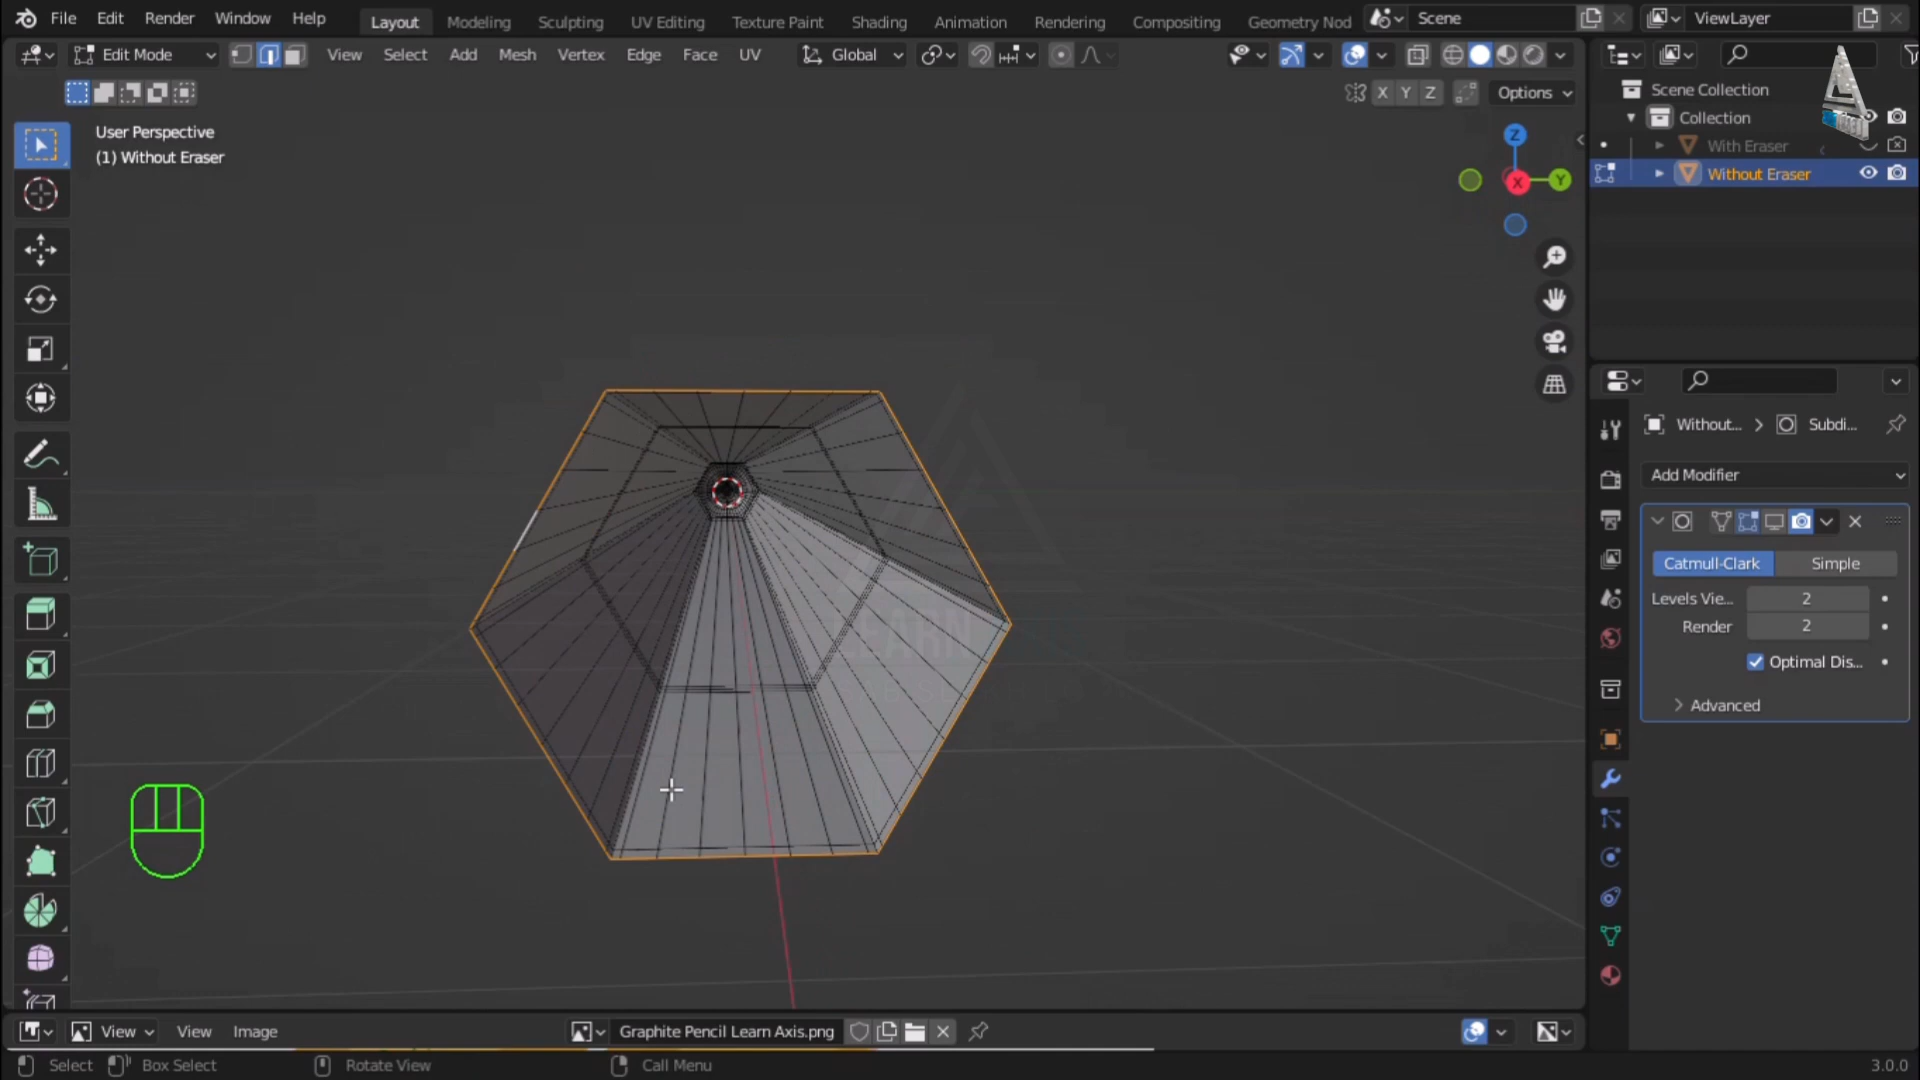 File Edit Render Window Help Layout Modeling Sculpting UV Editing Texture Paint Shading Animation Rendering Compositing Geometry Nod Scene ViewLayer
Edit Mode View Select Add Mesh Vertex Edge Face UV Global
X Y Z Options
User Perspective
(1) Without Eraser
Z
X
Y
Scene Collection
Collection
With Eraser
Without Eraser
Without... Subdi...
Add Modifier
Catmull-Clark Simple
Levels Vie... 2
Render 2
Optimal Dis...
Advanced
LEARN
View View Image Graphite Pencil Learn Axis.png
Select Box Select Rotate View Call Menu 3.0.0